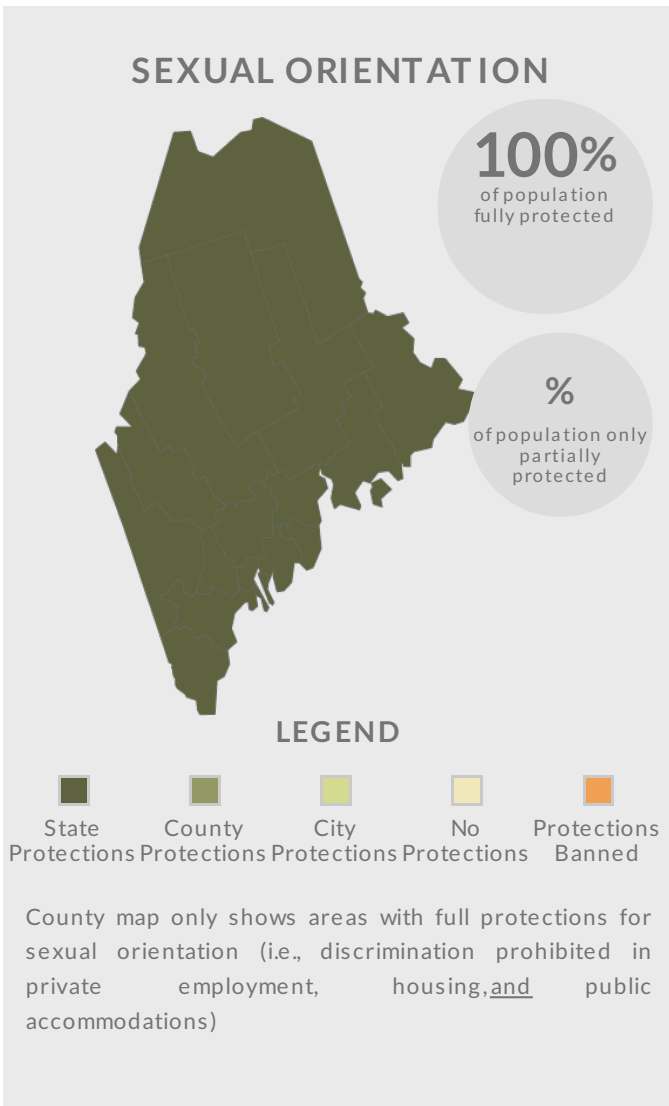 SEXUAL ORIENTATION
100%
of population
fully protected
%
of population only
partially
protected
LEGEND
State
Protections
County
Protections
City
Protections
No
Protections
Protections
Banned
County map only shows areas with full protections for
sexual orientation (i.e., discrimination prohibited in
private employment, housing,and public
accommodations)